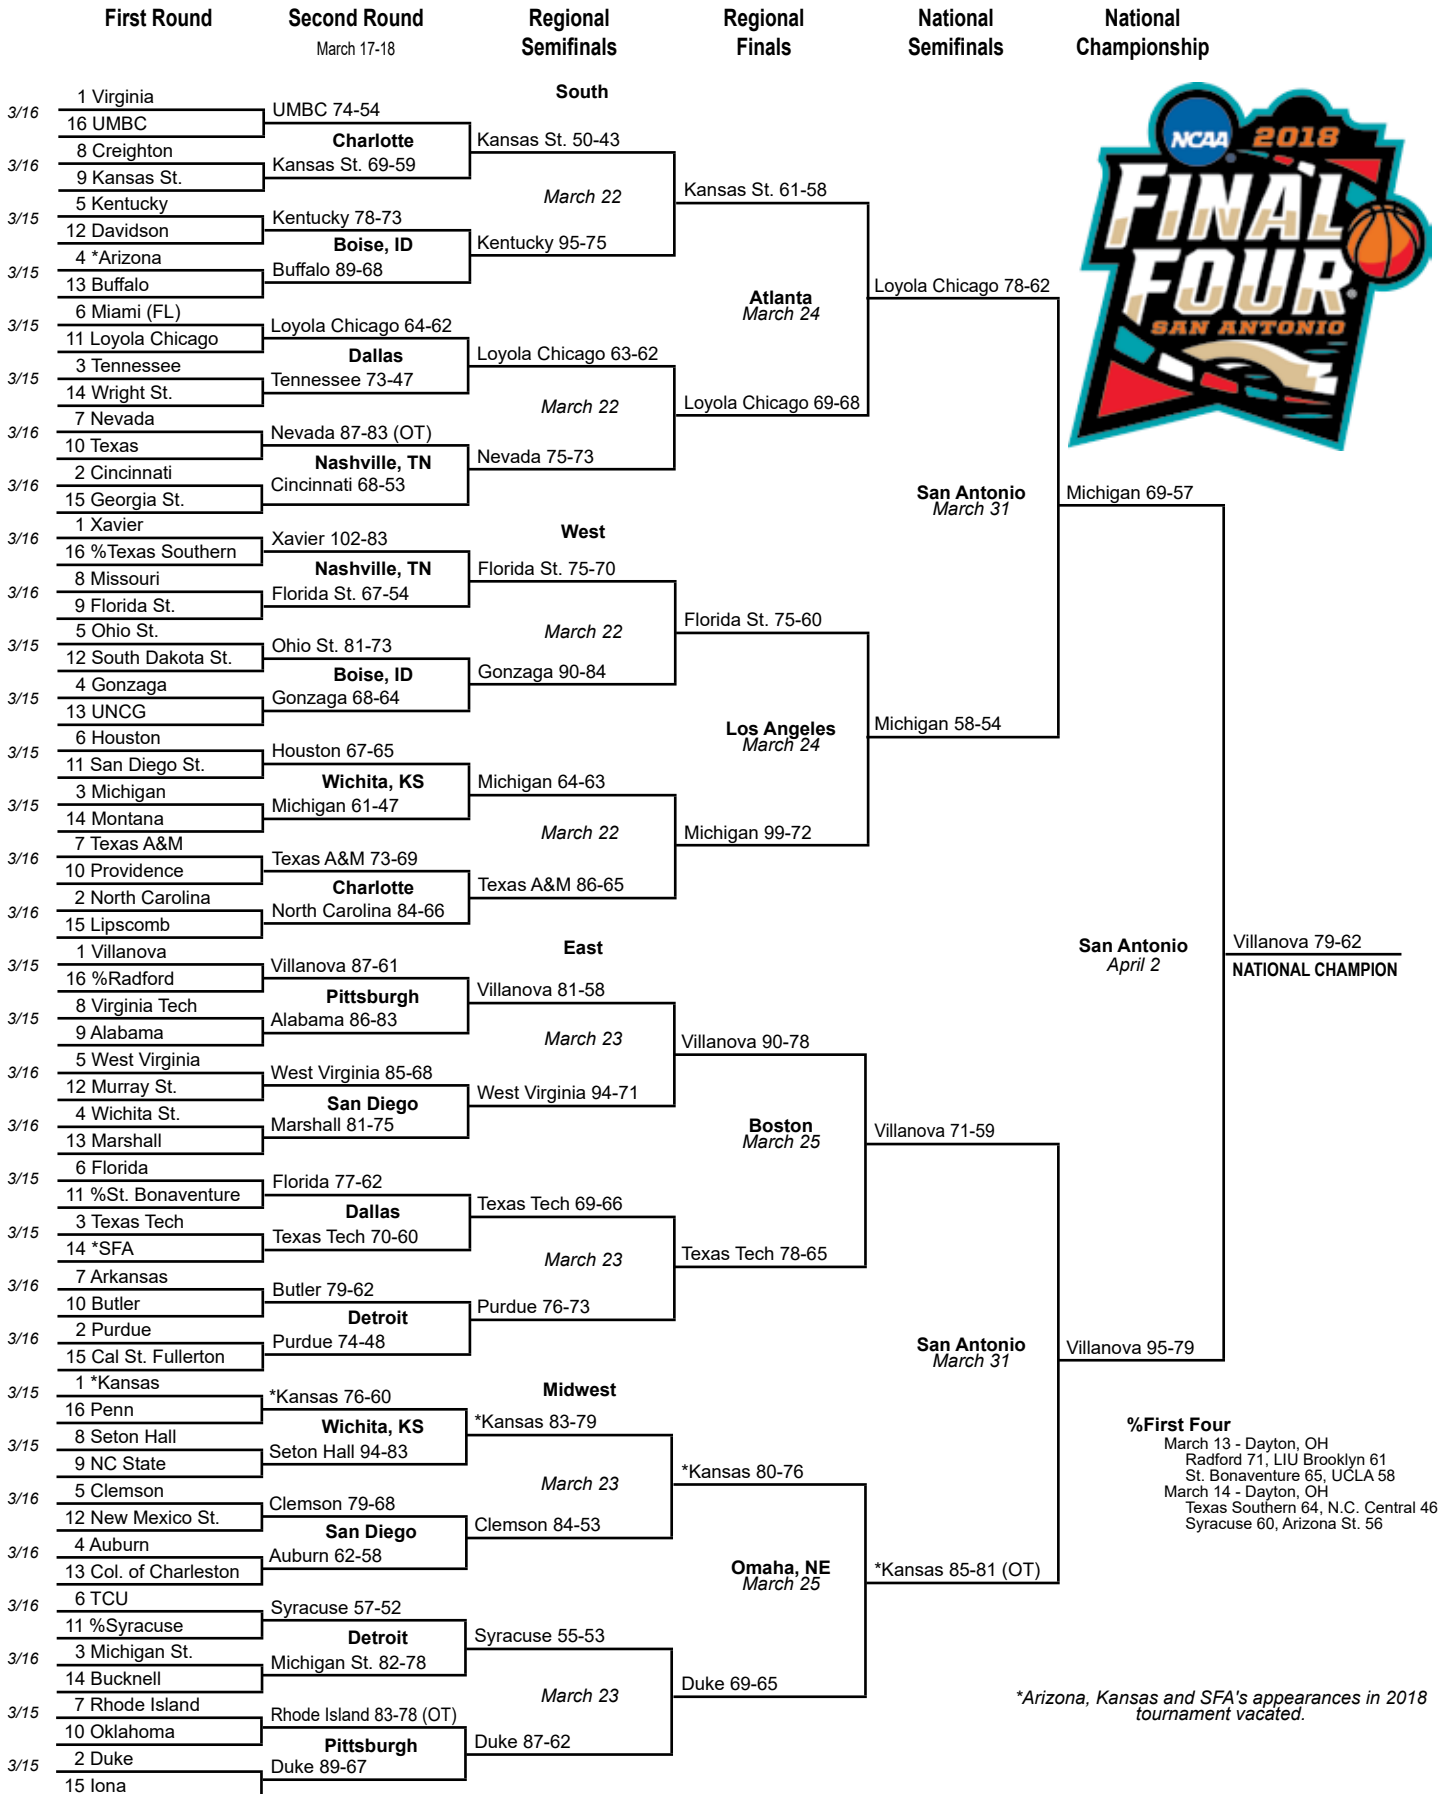 First Round
Second Round
March 17-18
Regional
Semifinals
Regional
Finals
National
Semifinals
National
Championship
NCAA 2018
FINAL
FOUR
SAN ANTONIO
South
3/16
1 Virginia
16 UMBC
UMBC 74-54
Charlotte
3/16
8 Creighton
9 Kansas St.
Kansas St. 69-59
Kansas St. 50-43
March 22
3/15
5 Kentucky
12 Davidson
Kentucky 78-73
Boise, ID
3/15
4 *Arizona
13 Buffalo
Buffalo 89-68
Kentucky 95-75
Kansas St. 61-58
Atlanta
March 24
3/15
6 Miami (FL)
11 Loyola Chicago
Loyola Chicago 64-62
Dallas
3/15
3 Tennessee
14 Wright St.
Tennessee 73-47
Loyola Chicago 63-62
March 22
3/16
7 Nevada
10 Texas
Nevada 87-83 (OT)
Nashville, TN
3/16
2 Cincinnati
15 Georgia St.
Cincinnati 68-53
Nevada 75-73
Loyola Chicago 69-68
Loyola Chicago 78-62
San Antonio
March 31
Michigan 69-57
West
3/16
1 Xavier
16 %Texas Southern
Xavier 102-83
Nashville, TN
3/16
8 Missouri
9 Florida St.
Florida St. 67-54
Florida St. 75-70
March 22
3/15
5 Ohio St.
12 South Dakota St.
Ohio St. 81-73
Boise, ID
3/15
4 Gonzaga
13 UNCG
Gonzaga 68-64
Gonzaga 90-84
Florida St. 75-60
Los Angeles
March 24
3/15
6 Houston
11 San Diego St.
Houston 67-65
Wichita, KS
3/15
3 Michigan
14 Montana
Michigan 61-47
Michigan 64-63
March 22
3/16
7 Texas A&M
10 Providence
Texas A&M 73-69
Charlotte
3/16
2 North Carolina
15 Lipscomb
North Carolina 84-66
Texas A&M 86-65
Michigan 99-72
Michigan 58-54
San Antonio
April 2
Villanova 79-62
NATIONAL CHAMPION
East
3/15
1 Villanova
16 %Radford
Villanova 87-61
Pittsburgh
3/15
8 Virginia Tech
9 Alabama
Alabama 86-83
Villanova 81-58
March 23
3/16
5 West Virginia
12 Murray St.
West Virginia 85-68
San Diego
3/16
4 Wichita St.
13 Marshall
Marshall 81-75
West Virginia 94-71
Villanova 90-78
Boston
March 25
3/15
6 Florida
11 %St. Bonaventure
Florida 77-62
Dallas
3/15
3 Texas Tech
14 *SFA
Texas Tech 70-60
Texas Tech 69-66
March 23
3/16
7 Arkansas
10 Butler
Butler 79-62
Detroit
3/16
2 Purdue
15 Cal St. Fullerton
Purdue 74-48
Purdue 76-73
Texas Tech 78-65
Villanova 71-59
San Antonio
March 31
Villanova 95-79
Midwest
3/15
1 *Kansas
16 Penn
*Kansas 76-60
Wichita, KS
3/15
8 Seton Hall
9 NC State
Seton Hall 94-83
*Kansas 83-79
March 23
3/16
5 Clemson
12 New Mexico St.
Clemson 79-68
San Diego
3/16
4 Auburn
13 Col. of Charleston
Auburn 62-58
Clemson 84-53
*Kansas 80-76
Omaha, NE
March 25
3/16
6 TCU
11 %Syracuse
Syracuse 57-52
Detroit
3/16
3 Michigan St.
14 Bucknell
Michigan St. 82-78
Syracuse 55-53
March 23
3/15
7 Rhode Island
10 Oklahoma
Rhode Island 83-78 (OT)
Pittsburgh
3/15
2 Duke
15 Iona
Duke 89-67
Duke 87-62
Duke 69-65
*Kansas 85-81 (OT)
%First Four
March 13 - Dayton, OH
Radford 71, LIU Brooklyn 61
St. Bonaventure 65, UCLA 58
March 14 - Dayton, OH
Texas Southern 64, N.C. Central 46
Syracuse 60, Arizona St. 56
*Arizona, Kansas and SFA's appearances in 2018
tournament vacated.